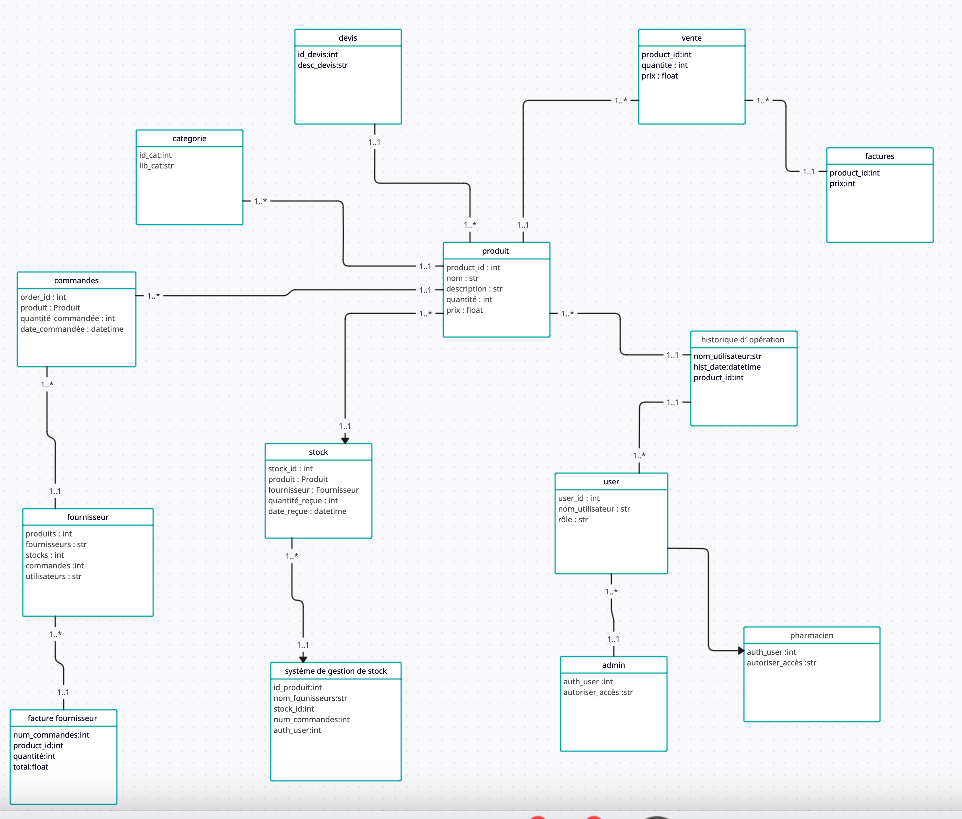 devis
id_devis:int
desc_devis:str
1..1
vente
product_id:int
quantite : int
prix : float
1..*
1..*
factures
product_id:int
prix:int
1..1
categorie
id_cat:int
lib_cat:str
1..*
1..*
1..1
produit
product_id : int
nom : str
description : str
quantité : int
prix : float
1..1
1..1
1..*
1..*
commandes
order_id : int
produit : Produit
quantité commandée : int
date_commandée : datetime
1..*
1..*
historique d' opération
nom_utilisateur:str
hist_date:datetime
product_id:int
1..1
1..1
1..1
stock
stock_id : int
produit : Produit
fournisseur : Fournisseur
quantité_reçue : int
date_reçue : datetime
1..*
1..*
user
user_id : int
nom_utilisateur : str
rôle : str
1..*
1..1
fournisseur
produits : int
fournisseurs : str
stocks : int
commandes :int
utilisateurs : str
1..*
1..1
systéme de gestion de stock
id_produit:int
nom_founisseurs:str
stock_id:int
num_commandes:int
auth_user:int
1..1
admin
auth_user :int
autoriser_accès :str
pharmacien
auth_user :int
autoriser_accès :str
1..1
facture fournisseur
num_commandes:int
product_id:int
quantité:int
total:float